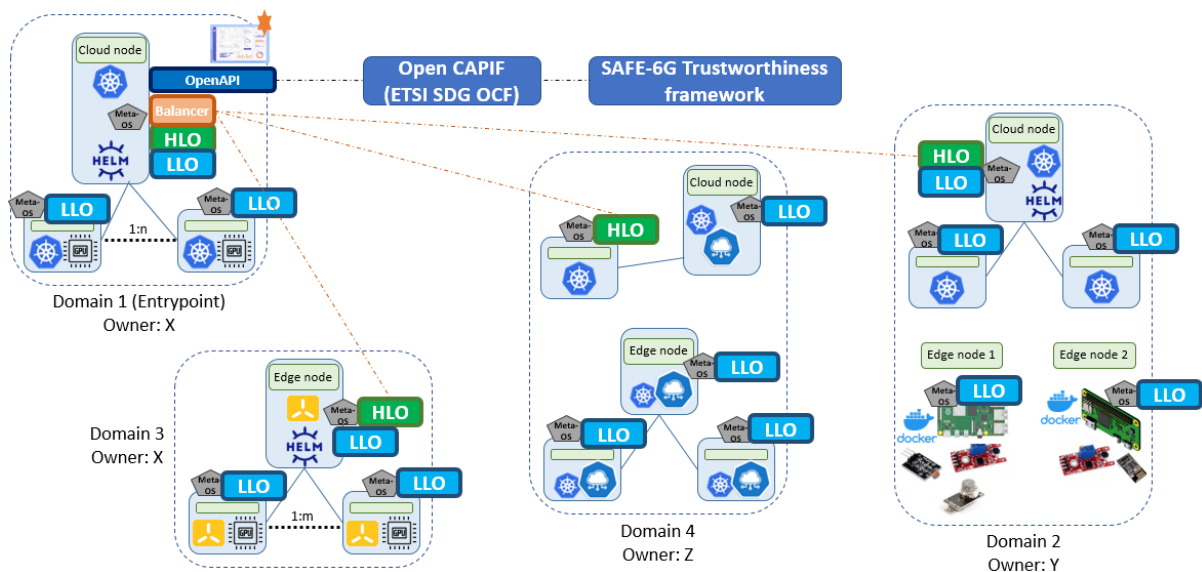 Cloud node
OpenAPI
Meta-
OS
Balancer
HLO
LLO
HELM
Meta-
OS
LLO
GPU
1:n
Meta-
OS
LLO
GPU
Domain 1 (Entrypoint)
Owner: X
Open CAPIF
(ETSI SDG OCF)
SAFE-6G Trustworthiness
framework
Edge node
Meta-
OS
HLO
LLO
HELM
Domain 3
Owner: X
Meta-
OS
LLO
GPU
1:m
Meta-
OS
LLO
GPU
Cloud node
Meta-
OS
LLO
Meta-
OS
HLO
Edge node
Meta-
OS
LLO
Meta-
OS
LLO
Meta-
OS
LLO
Domain 4
Owner: Z
Cloud node
HLO
LLO
Meta-
OS
HELM
Meta-
OS
LLO
Meta-
OS
LLO
Edge node 1
Meta-
OS
LLO
docker
Edge node 2
Meta-
OS
LLO
docker
Domain 2
Owner: Y